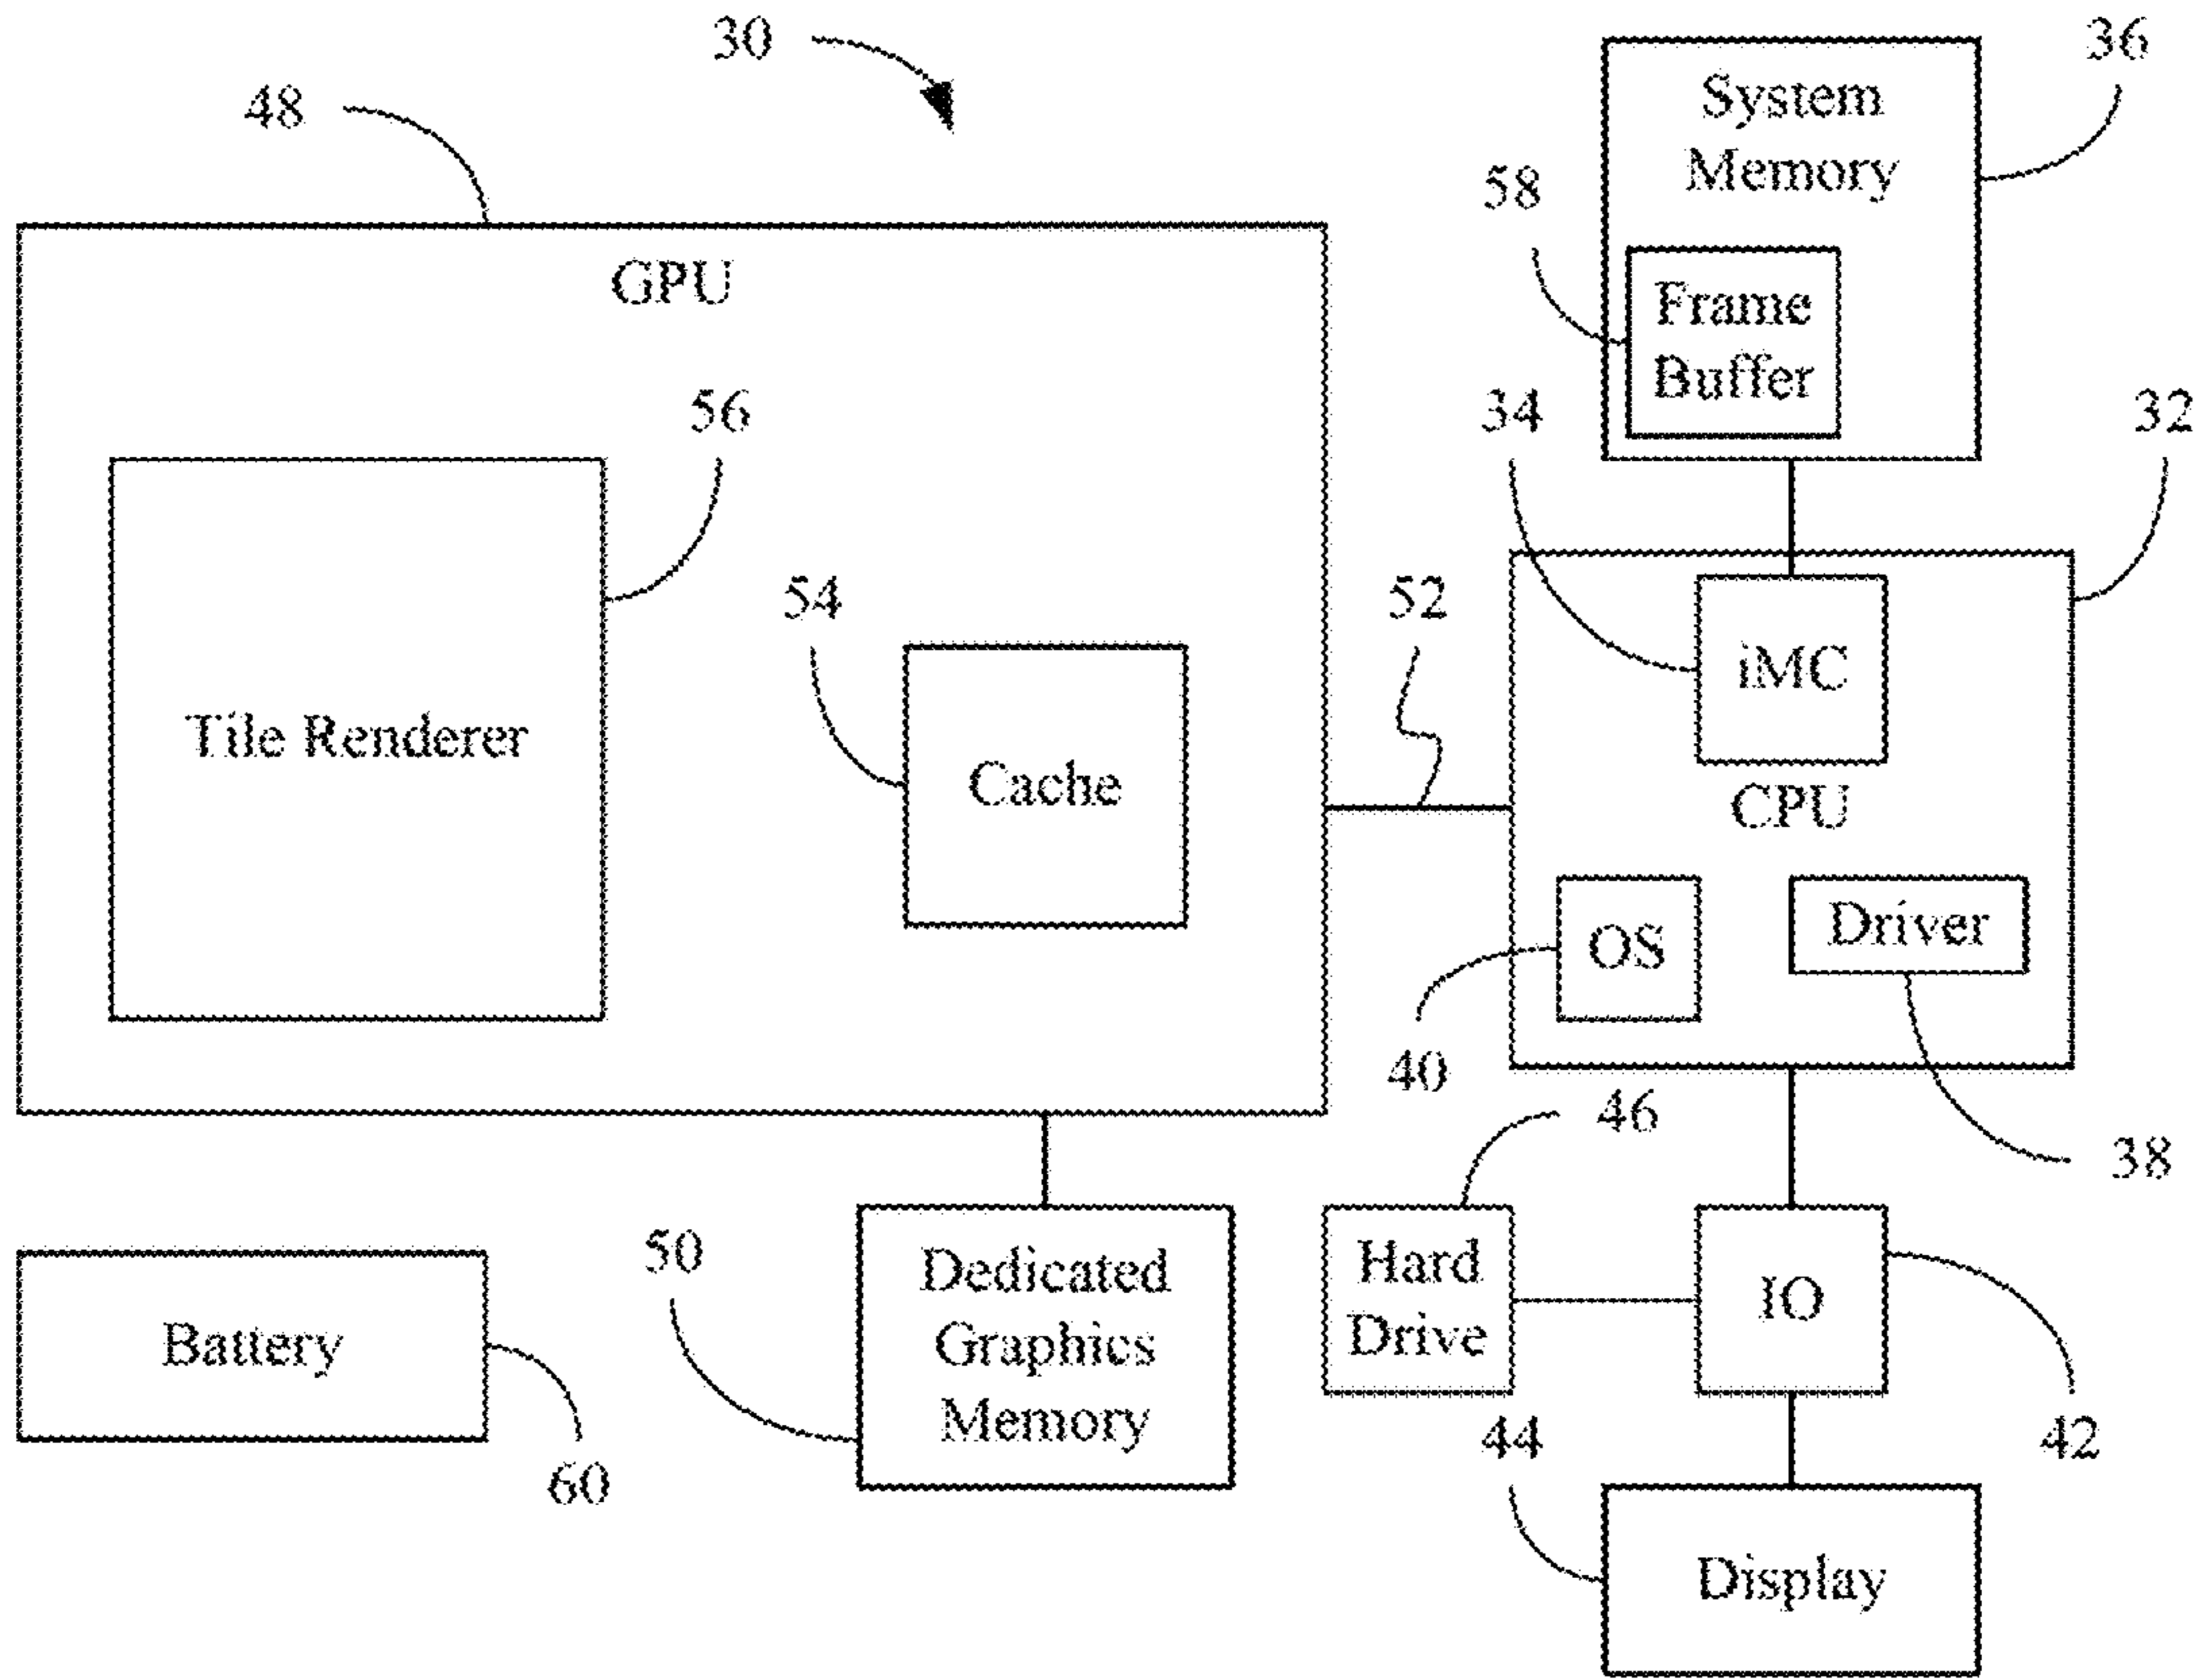 30
48
36
System
Memory
58
GPU
Frame
Buffer
56
34
32
54
52
iMC
Tile Renderer
Cache
CPU
OS
Driver
40
46
38
50
Dedicated
Graphics
Memory
Hard
Drive
IO
Battery
60
44
42
Display